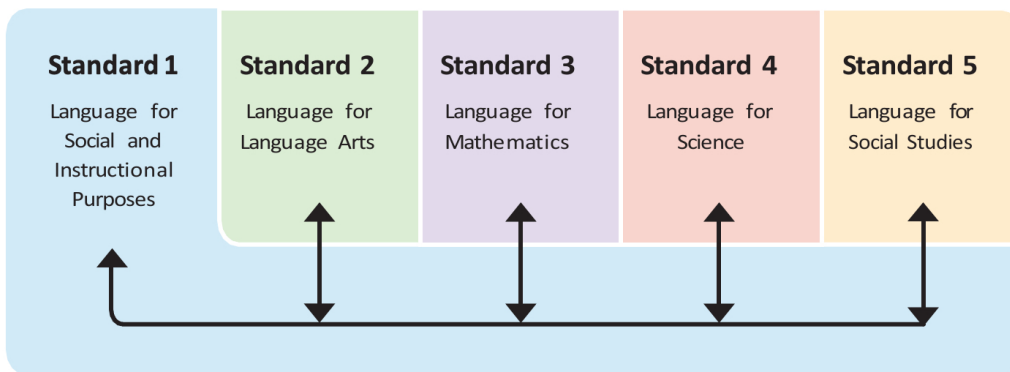 Standard 1
Language for
Social and
Instructional
Purposes
Standard 2
Language for
Language Arts
Standard 3
Language for
Mathematics
Standard 4
Language for
Science
Standard 5
Language for
Social Studies